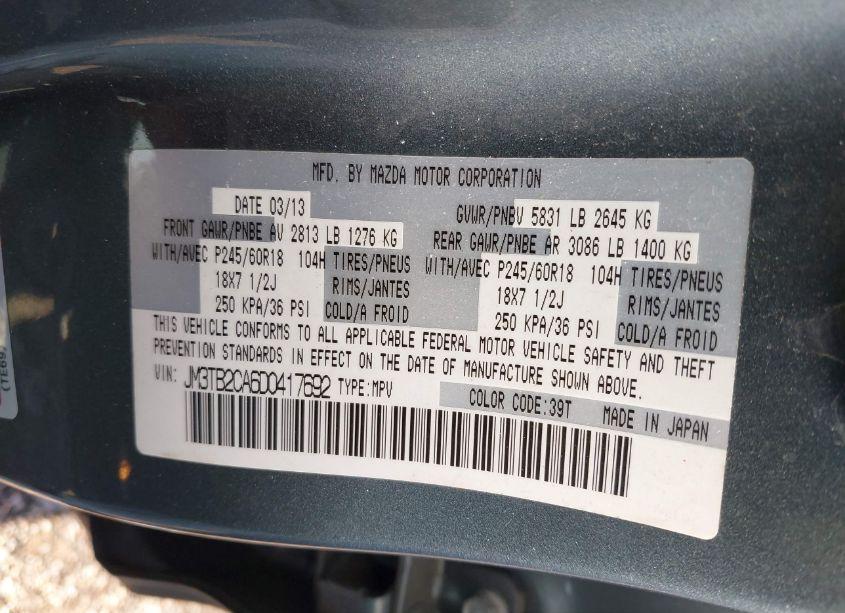 MFD. BY MAZDA MOTOR CORPORATION
DATE 03/13 GVWR/PNBV 5831 LB 2645 KG
FRONT GAWR/PNBE AV 2813 LB 1276 KG REAR GAWR/PNBE AR 3086 LB 1400 KG
WITH/AVEC P245/60R18 104H TIRES/PNEUS WITH/AVEC P245/60R18 104H TIRES/PNEUS
18X7 1/2J RIMS/JANTES 18X7 1/2J RIMS/JANTES
250 KPA/36 PSI COLD/A FROID 250 KPA/36 PSI COLD/A FROID
THIS VEHICLE CONFORMS TO ALL APPLICABLE FEDERAL MOTOR VEHICLE SAFETY AND THEFT
PREVENTION STANDARDS IN EFFECT ON THE DATE OF MANUFACTURE SHOWN ABOVE.
VIN: JM3TB2CA6D0417692 TYPE:MPV
COLOR CODE:39T MADE IN JAPAN
(TE69)